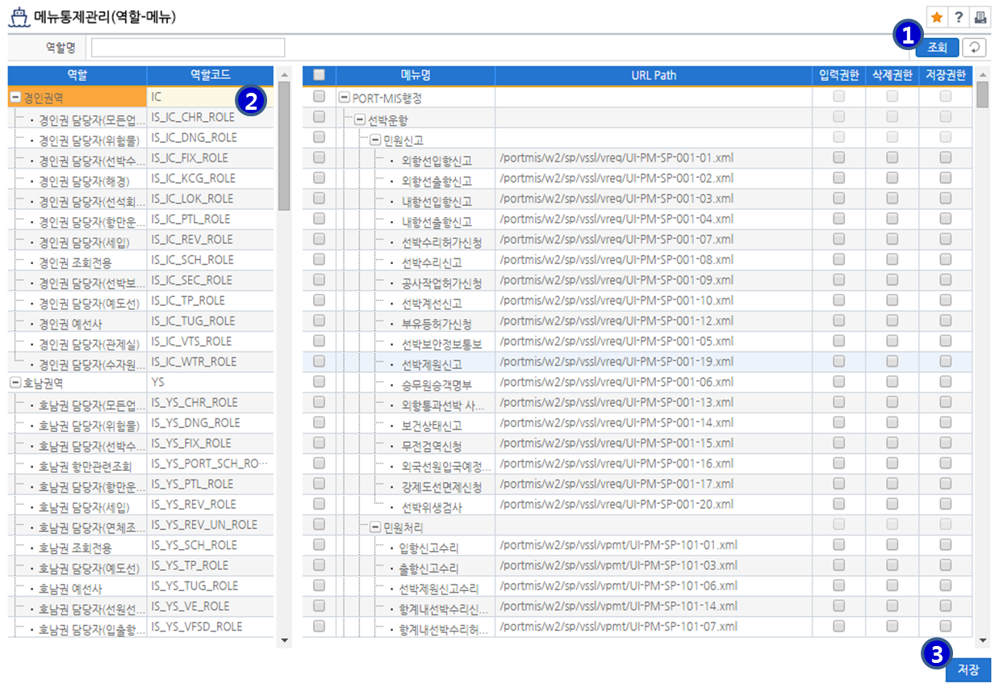 메뉴통제관리(역할-메뉴)
?
역할명
1
조회
역할 역할코드
메뉴명 URL Path 입력권한 삭제권한 저장권한
경인권역 IC 2
PORT-MIS행정
경인권 담당자(모든업... IS_IC_CHR_ROLE
선박운항
경인권 담당자(위험물) IS_IC_DNG_ROLE
민원신고
경인권 담당자(선박수... IS_IC_FIX_ROLE
외항선입항신고 /portmis/w2/sp/vssl/vreq/UI-PM-SP-001-01.xml
경인권 담당자(해경) IS_IC_KCG_ROLE
외항선출항신고 /portmis/w2/sp/vssl/vreq/UI-PM-SP-001-02.xml
경인권 담당자(선석회... IS_IC_LOK_ROLE
내항선입항신고 /portmis/w2/sp/vssl/vreq/UI-PM-SP-001-03.xml
경인권 담당자(항만운... IS_IC_PTL_ROLE
내항선출항신고 /portmis/w2/sp/vssl/vreq/UI-PM-SP-001-04.xml
경인권 담당자(세입) IS_IC_REV_ROLE
선박수리허가신청 /portmis/w2/sp/vssl/vreq/UI-PM-SP-001-07.xml
경인권 조회전용 IS_IC_SCH_ROLE
선박수리신고 /portmis/w2/sp/vssl/vreq/UI-PM-SP-001-08.xml
경인권 담당자(선박보... IS_IC_SEC_ROLE
공사작업허가신청 /portmis/w2/sp/vssl/vreq/UI-PM-SP-001-09.xml
경인권 담당자(예도선) IS_IC_TP_ROLE
선박계선신고 /portmis/w2/sp/vssl/vreq/UI-PM-SP-001-10.xml
경인권 예선사 IS_IC_TUG_ROLE
부유등허가신청 /portmis/w2/sp/vssl/vreq/UI-PM-SP-001-12.xml
경인권 담당자(관제실) IS_IC_VTS_ROLE
선박보안정보통보 /portmis/w2/sp/vssl/vreq/UI-PM-SP-001-05.xml
경인권 담당자(수자원... IS_IC_WTR_ROLE
선박제원신고 /portmis/w2/sp/vssl/vreq/UI-PM-SP-001-19.xml
호남권역 YS
승무원승객명부 /portmis/w2/sp/vssl/vreq/UI-PM-SP-001-06.xml
호남권 담당자(모든업... IS_YS_CHR_ROLE
외항통과선박 사... /portmis/w2/sp/vssl/vreq/UI-PM-SP-001-13.xml
호남권 담당자(위험물) IS_YS_DNG_ROLE
보건상태신고 /portmis/w2/sp/vssl/vreq/UI-PM-SP-001-14.xml
호남권 담당자(선박수... IS_YS_FIX_ROLE
무전검역신청 /portmis/w2/sp/vssl/vreq/UI-PM-SP-001-15.xml
호남권 항만관련조회 IS_YS_PORT_SCH_RO···
외국선원입국예정... /portmis/w2/sp/vssl/vreq/UI-PM-SP-001-16.xml
호남권 담당자(항만운... IS_YS_PTL_ROLE
강제도선면제신청 /portmis/w2/sp/vssl/vreq/UI-PM-SP-001-17.xml
호남권 담당자(세입) IS_YS_REV_ROLE
선박위생검사 /portmis/w2/sp/vssl/vreq/UI-PM-SP-001-20.xml
호남권 담당자(연체조... IS_YS_REV_UN_ROLE
민원처리
호남권 조회전용 IS_YS_SCH_ROLE
입항신고수리 /portmis/w2/sp/vssl/vpmt/UI-PM-SP-101-01.xml
호남권 담당자(예도선) IS_YS_TP_ROLE
출항신고수리 /portmis/w2/sp/vssl/vpmt/UI-PM-SP-101-03.xml
호남권 예선사 IS_YS_TUG_ROLE
선박제원신고수리 /portmis/w2/sp/vssl/vpmt/UI-PM-SP-101-06.xml
호남권 담당자(선원선... IS_YS_VE_ROLE
항계내선박수리신... /portmis/w2/sp/vssl/vpmt/UI-PM-SP-101-14.xml
호남권 담당자(입출항... IS_YS_VFSD_ROLE
항계내선박수리허... /portmis/w2/sp/vssl/vpmt/UI-PM-SP-101-07.xml
3
저장